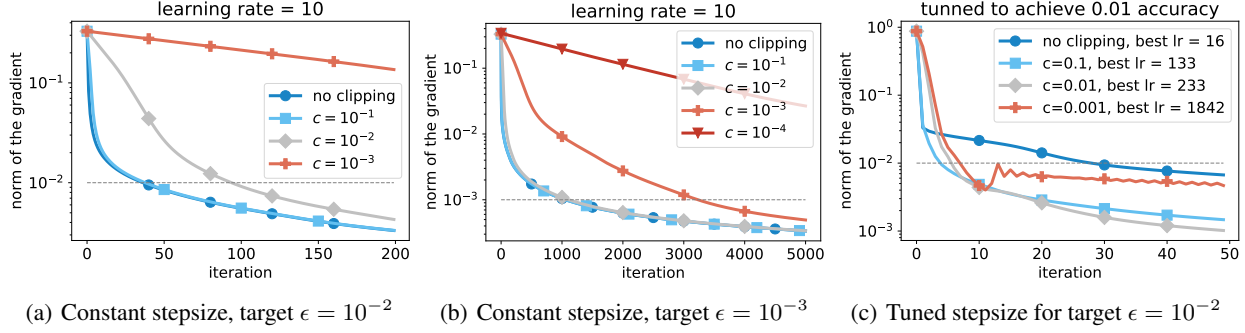 learning rate = 10
norm of the gradient
10⁻¹
10⁻²
no clipping
c = 10⁻¹
c = 10⁻²
c = 10⁻³
0 50 100 150 200
iteration
(a) Constant stepsize, target ϵ = 10⁻²
learning rate = 10
norm of the gradient
10⁻¹
10⁻²
10⁻³
no clipping
c = 10⁻¹
c = 10⁻²
c = 10⁻³
c = 10⁻⁴
0 1000 2000 3000 4000 5000
iteration
(b) Constant stepsize, target ϵ = 10⁻³
tunned to achieve 0.01 accuracy
norm of the gradient
10⁰
10⁻¹
10⁻²
10⁻³
no clipping, best lr = 16
c=0.1, best lr = 133
c=0.01, best lr = 233
c=0.001, best lr = 1842
0 10 20 30 40 50
iteration
(c) Tuned stepsize for target ϵ = 10⁻²